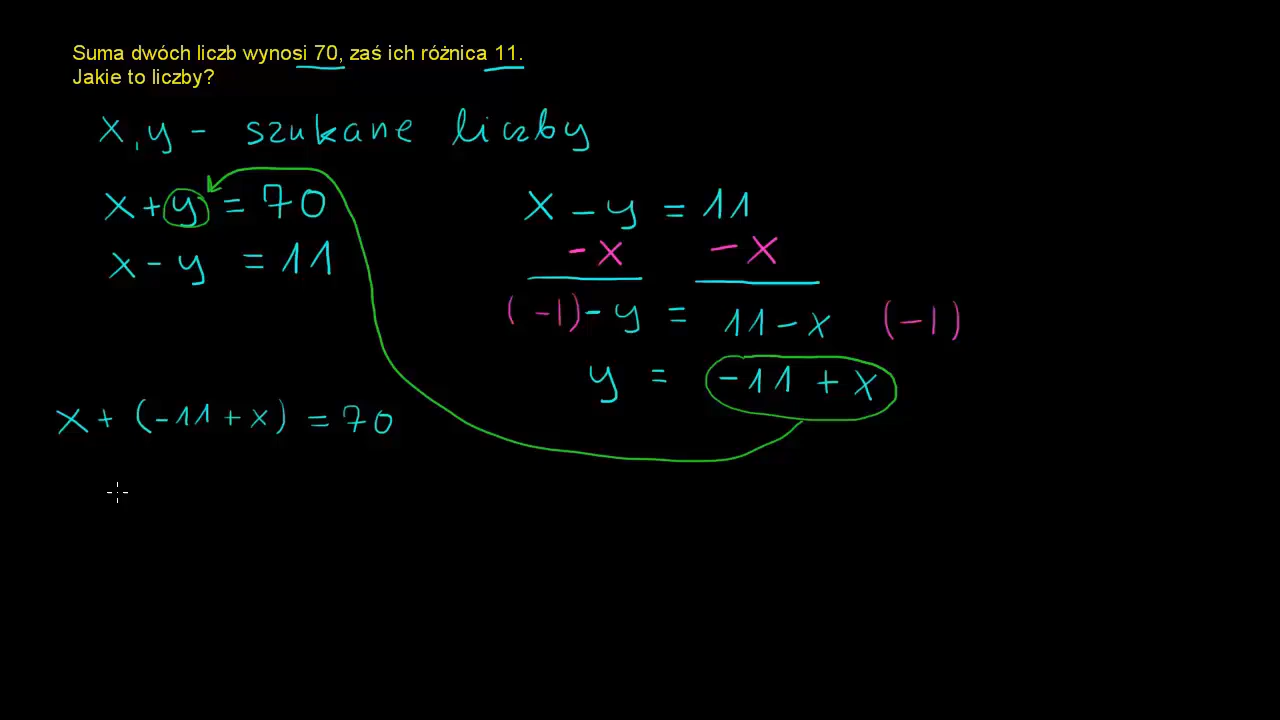 Suma dwóch liczb wynosi 70, zaś ich różnica 11.
Jakie to liczby?
x, y - szukane liczby
x + y = 70
x - y = 11
x - y = 11
- x - x
(-1) - y = 11 - x (-1)
y = -11 + x
x + (-11 + x) = 70